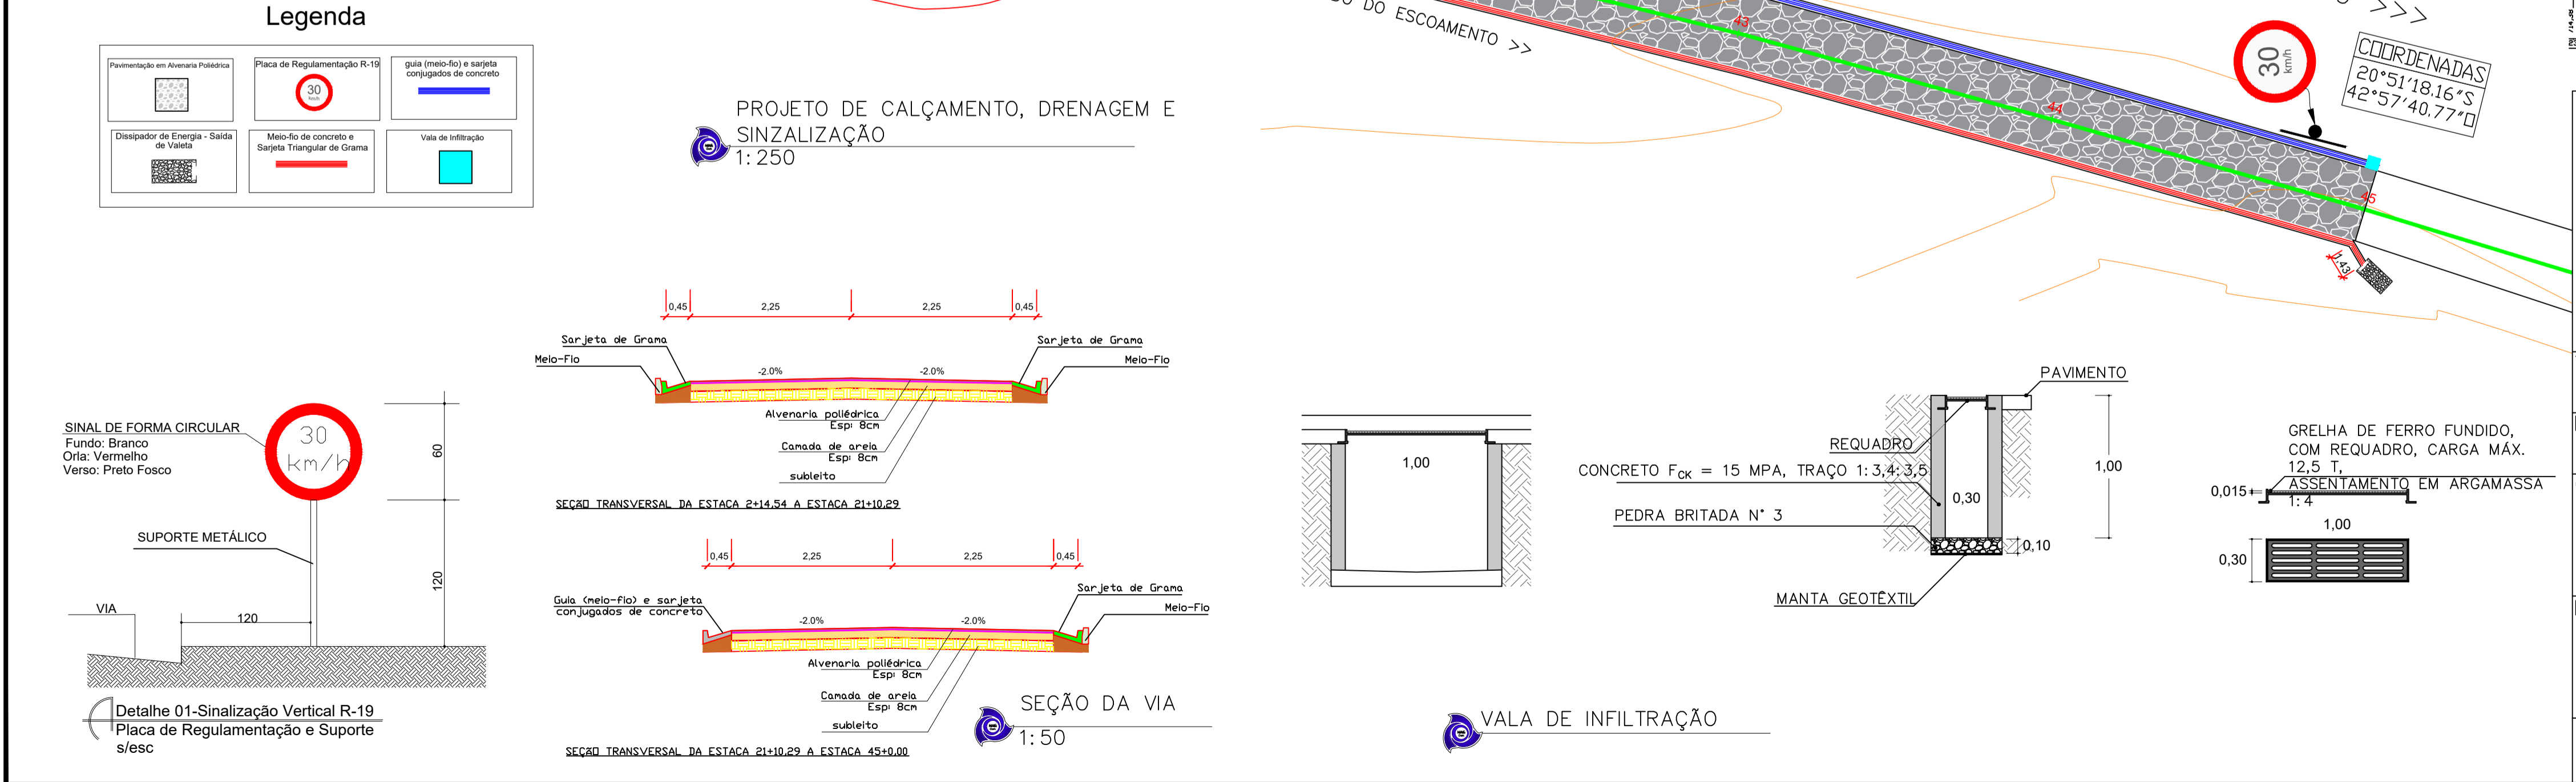 Legenda
Pavimentação em Alvenaria Poliédrica
Placa de Regulamentação R-19
30
km/h
guia (meio-fio) e sarjeta
conjugados de concreto
Dissipador de Energia - Saída
de Valeta
Meio-fio de concreto e
Sarjeta Triangular de Grama
Vala de Infiltração
PROJETO DE CALÇAMENTO, DRENAGEM E
SINZALIZAÇÃO
1:250
DO ESCOAMENTO >>
>>>
43
44
45
1.43
30
km/h
COORDENADAS
20°51'18.16"S
42°57'40.77"O
SINAL DE FORMA CIRCULAR
Fundo: Branco
Orla: Vermelho
Verso: Preto Fosco
30
km/h
60
SUPORTE METÁLICO
120
VIA
120
Detalhe 01-Sinalização Vertical R-19
Placa de Regulamentação e Suporte
s/esc
0,45
2,25
2,25
0,45
Sarjeta de Grama
Sarjeta de Grama
Meio-Fio
Meio-Fio
-2.0%
-2.0%
Alvenaria poliédrica
Esp: 8cm
Camada de areia
Esp: 8cm
subleito
SEÇÃO TRANSVERSAL DA ESTACA 2+14.54 A ESTACA 21+10.29
0,45
2,25
2,25
0,45
Guia (meio-fio) e sarjeta
conjugados de concreto
Sarjeta de Grama
Meio-Fio
-2.0%
-2.0%
Alvenaria poliédrica
Esp: 8cm
Camada de areia
Esp: 8cm
subleito
SEÇÃO TRANSVERSAL DA ESTACA 21+10.29 A ESTACA 45+0.00
SEÇÃO DA VIA
1:50
1,00
PAVIMENTO
REQUADRO
CONCRETO FCK = 15 MPA, TRAÇO 1:3,4:3,5
0,30
1,00
PEDRA BRITADA N° 3
0,10
MANTA GEOTÊXTIL
VALA DE INFILTRAÇÃO
GRELHA DE FERRO FUNDIDO,
COM REQUADRO, CARGA MÁX.
12,5 T,
ASSENTAMENTO EM ARGAMASSA
1:4
0,015
1,00
0,30